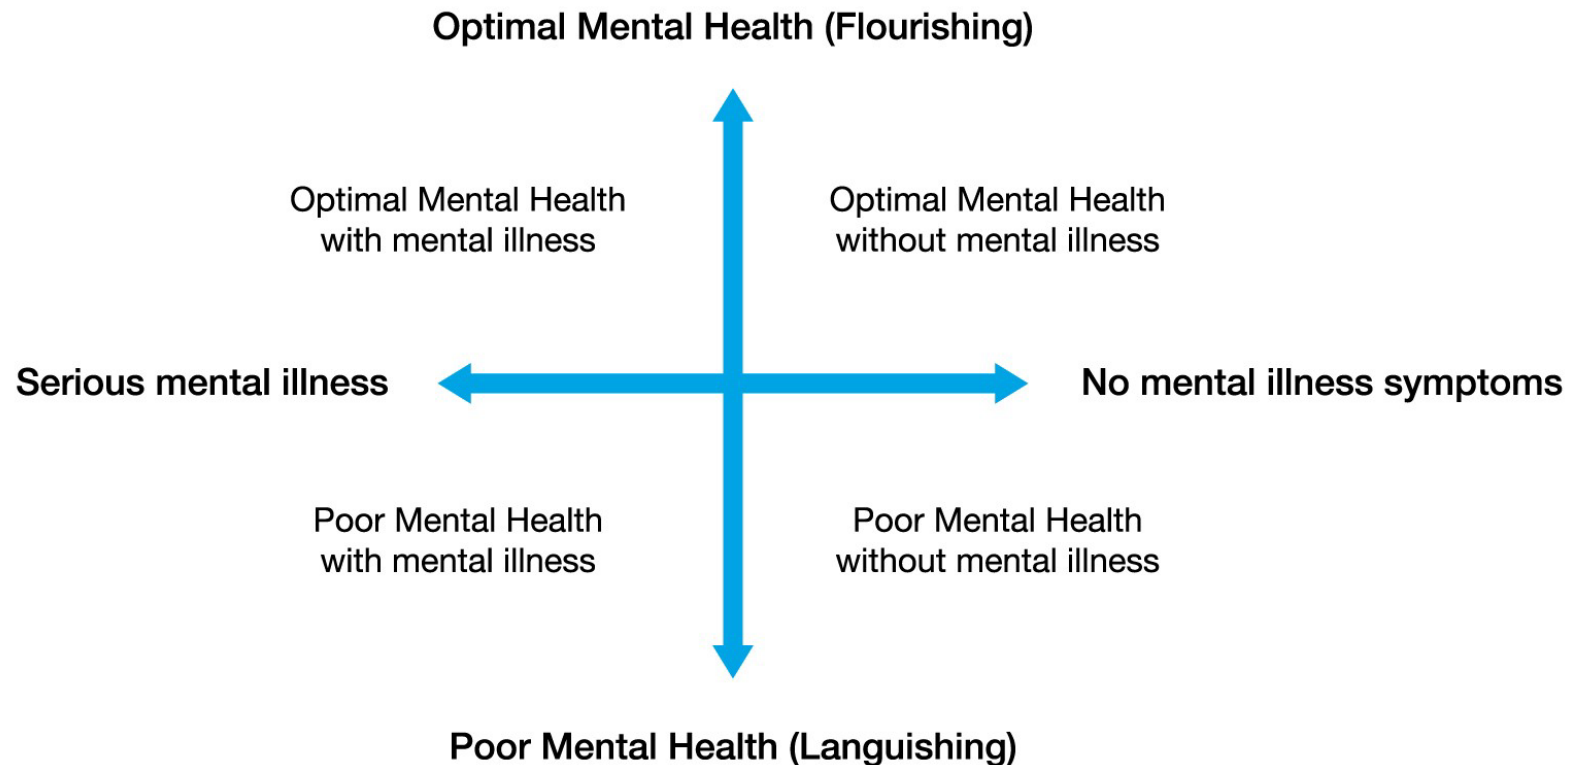 Optimal Mental Health (Flourishing)
Optimal Mental Health
with mental illness
Optimal Mental Health
without mental illness
Serious mental illness
No mental illness symptoms
Poor Mental Health
with mental illness
Poor Mental Health
without mental illness
Poor Mental Health (Languishing)